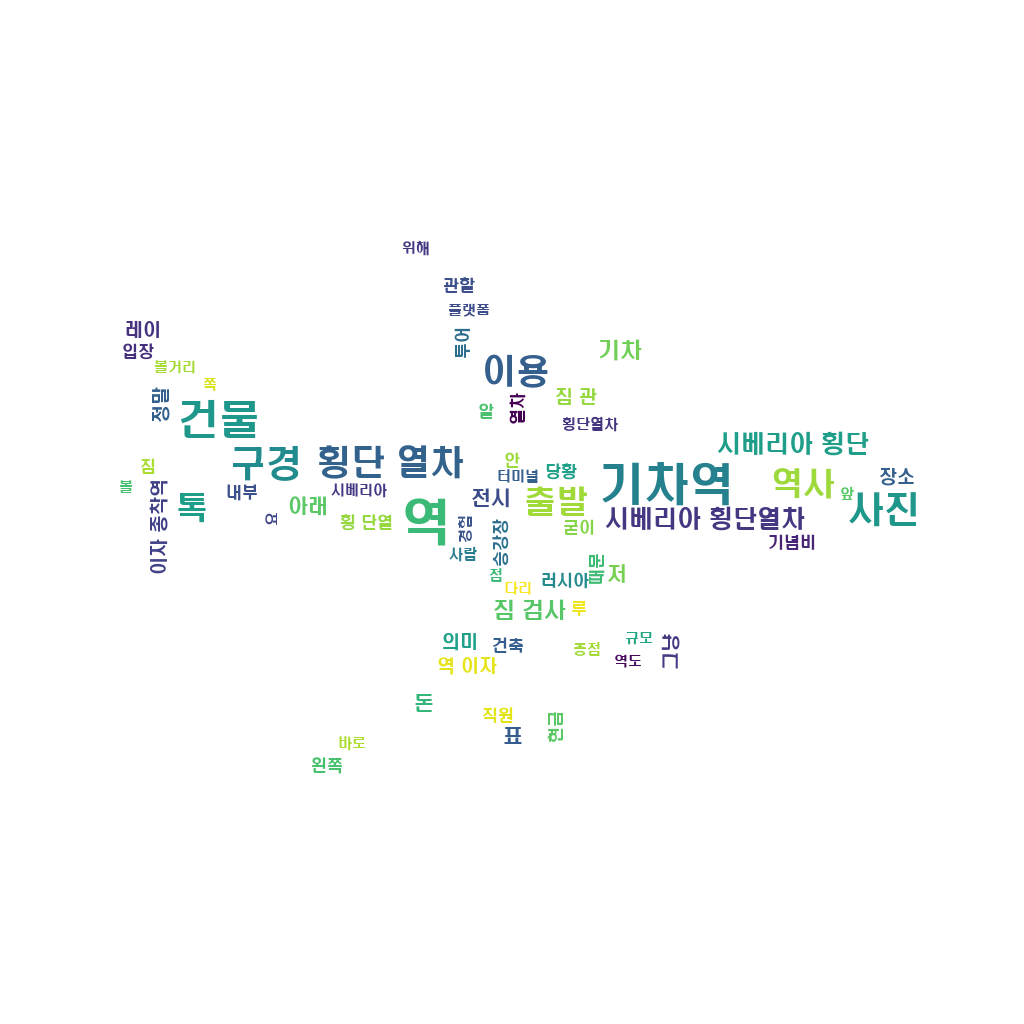 위해
관할
플랫폼
레이
투어
입장
기차
볼거리
이용
쪽
짐 관
정말
열차
건물
알
횡단열차
시베리아 횡단
구경
횡단 열차
안
당황
짐
터미널
기차역
역사
장소
볼
내부
시베리아
전시
출발
앞
톡
아래
역
사진
이자 종착역
요
횡 단열
경험
승강장
굳이
시베리아 횡단열차
기념비
사람
점
때문
저
러시아
다리
짐 검사
루
의미
건축
규모
종점
그냥
역 이자
역도
돈
직원
현금
표
바로
왼쪽